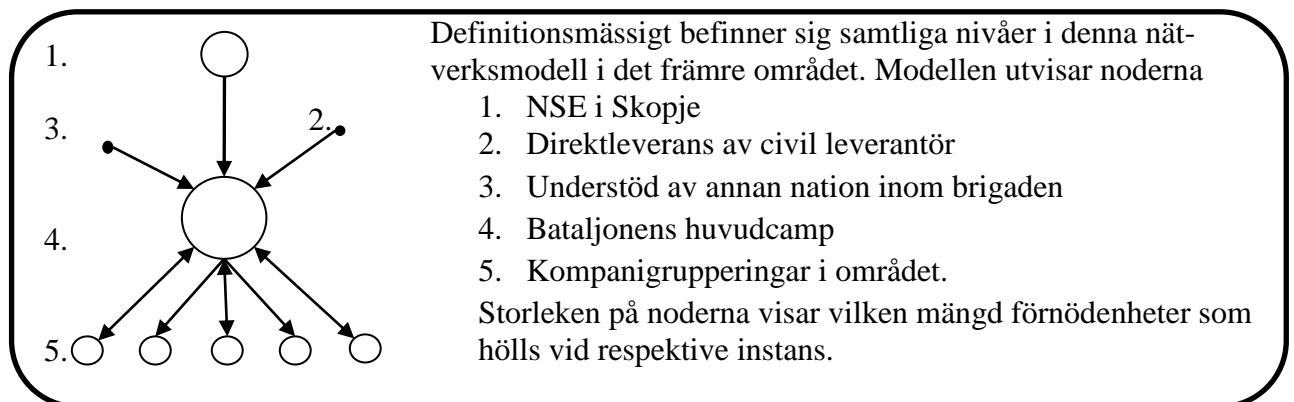 1.
3.
2.
4.
5.
Definitionsmässigt befinner sig samtliga nivåer i denna nät-
verksmodell i det främre området. Modellen utvisar noderna
1. NSE i Skopje
2. Direktleverans av civil leverantör
3. Understöd av annan nation inom brigaden
4. Bataljonens huvudcamp
5. Kompanigrupperingar i området.
Storleken på noderna visar vilken mängd förnödenheter som
hölls vid respektive instans.